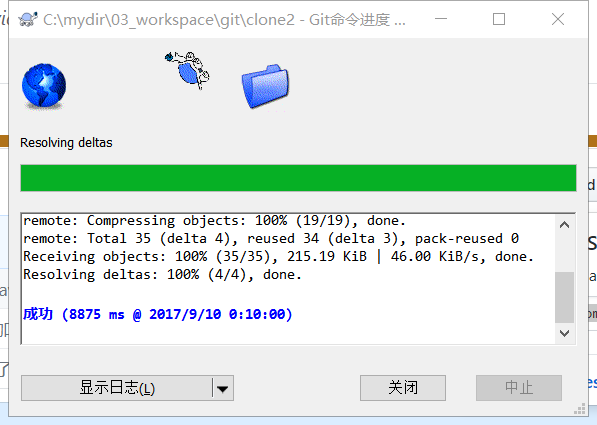 C:\mydir\03_workspace\git\clone2 - Git命令进度 ...
Resolving deltas
remote: Compressing objects: 100% (19/19), done.
remote: Total 35 (delta 4), reused 34 (delta 3), pack-reused 0
Receiving objects: 100% (35/35), 215.19 KiB | 46.00 KiB/s, done.
Resolving deltas: 100% (4/4), done.
成功 (8875 ms @ 2017/9/10 0:10:00)
显示日志(L)
关闭
中止